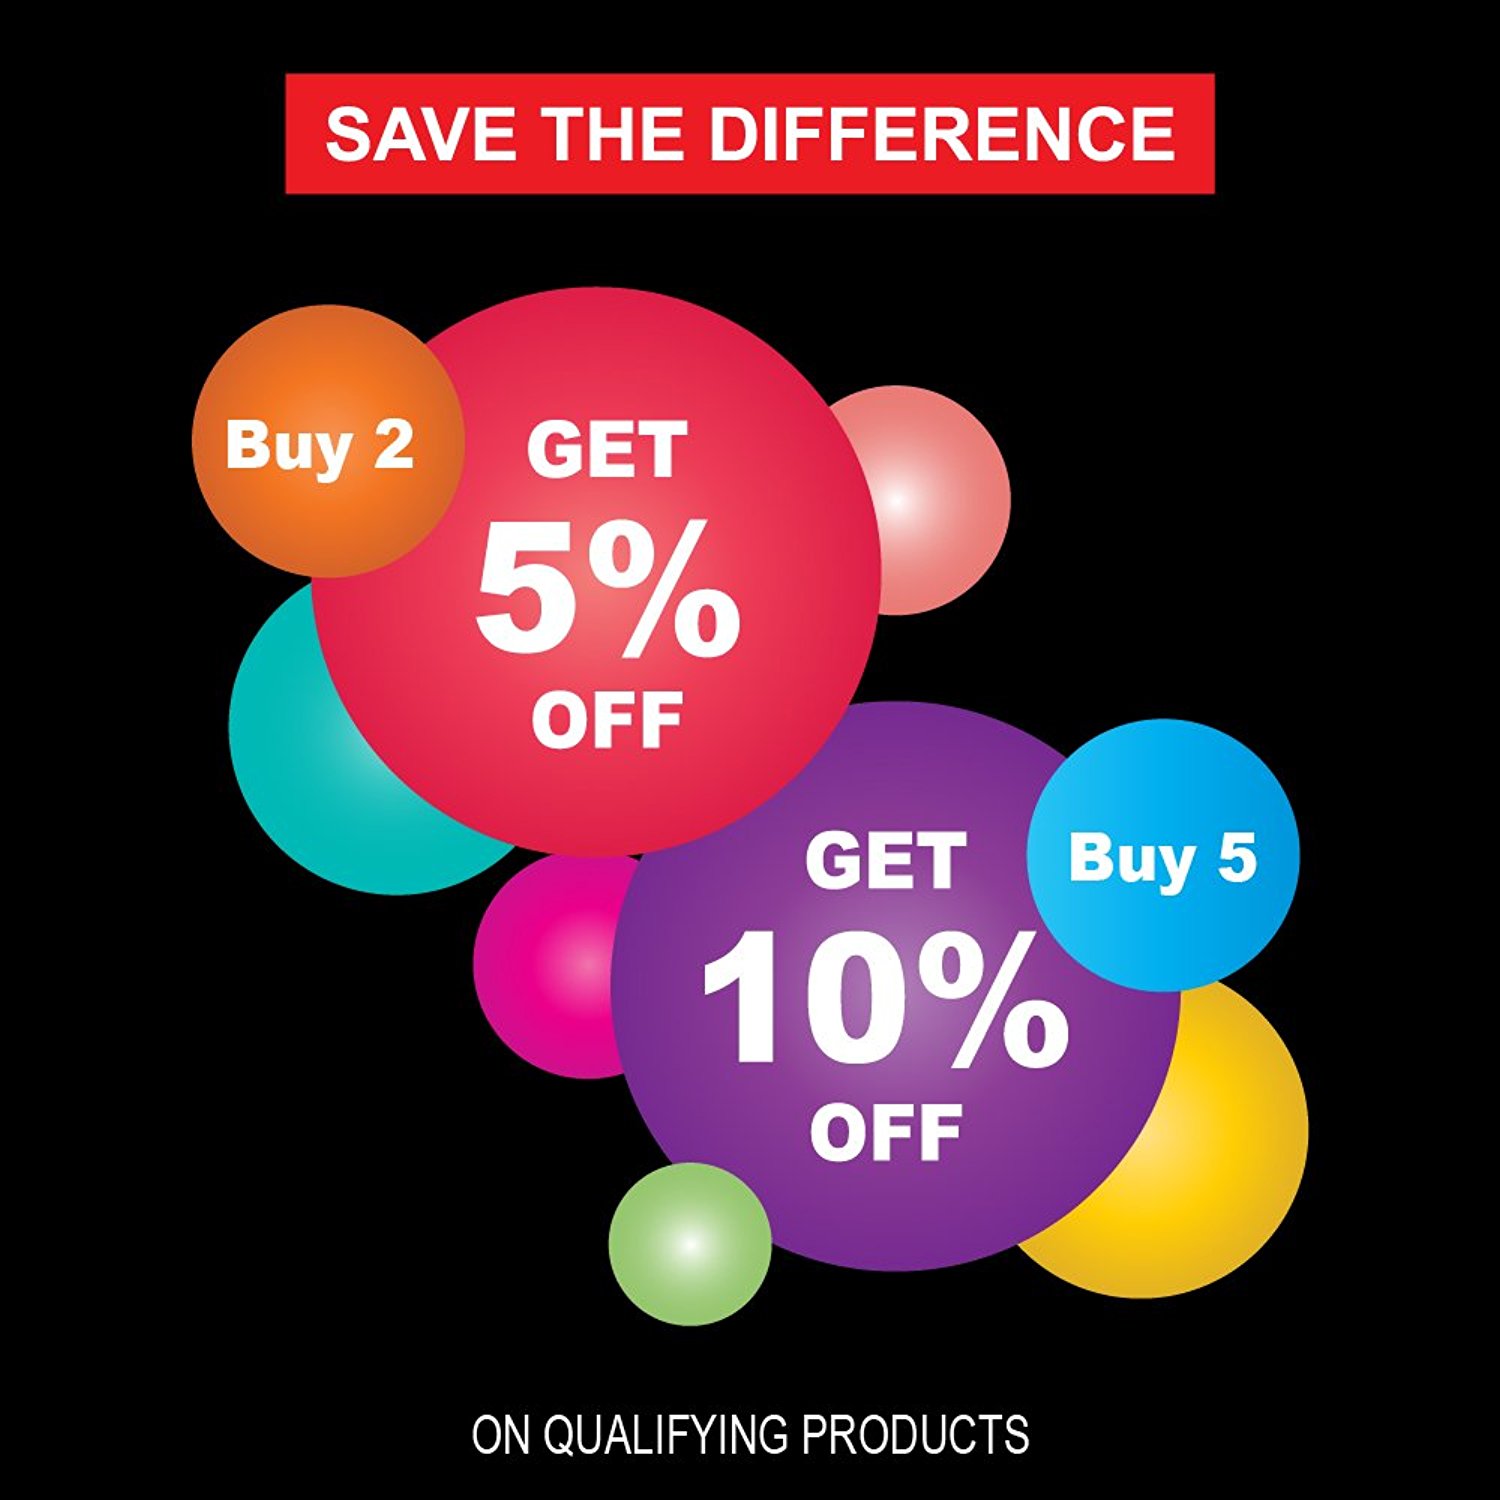 SAVE THE DIFFERENCE
Buy 2
GET
5%
OFF
Buy 5
GET
10%
OFF
ON QUALIFYING PRODUCTS